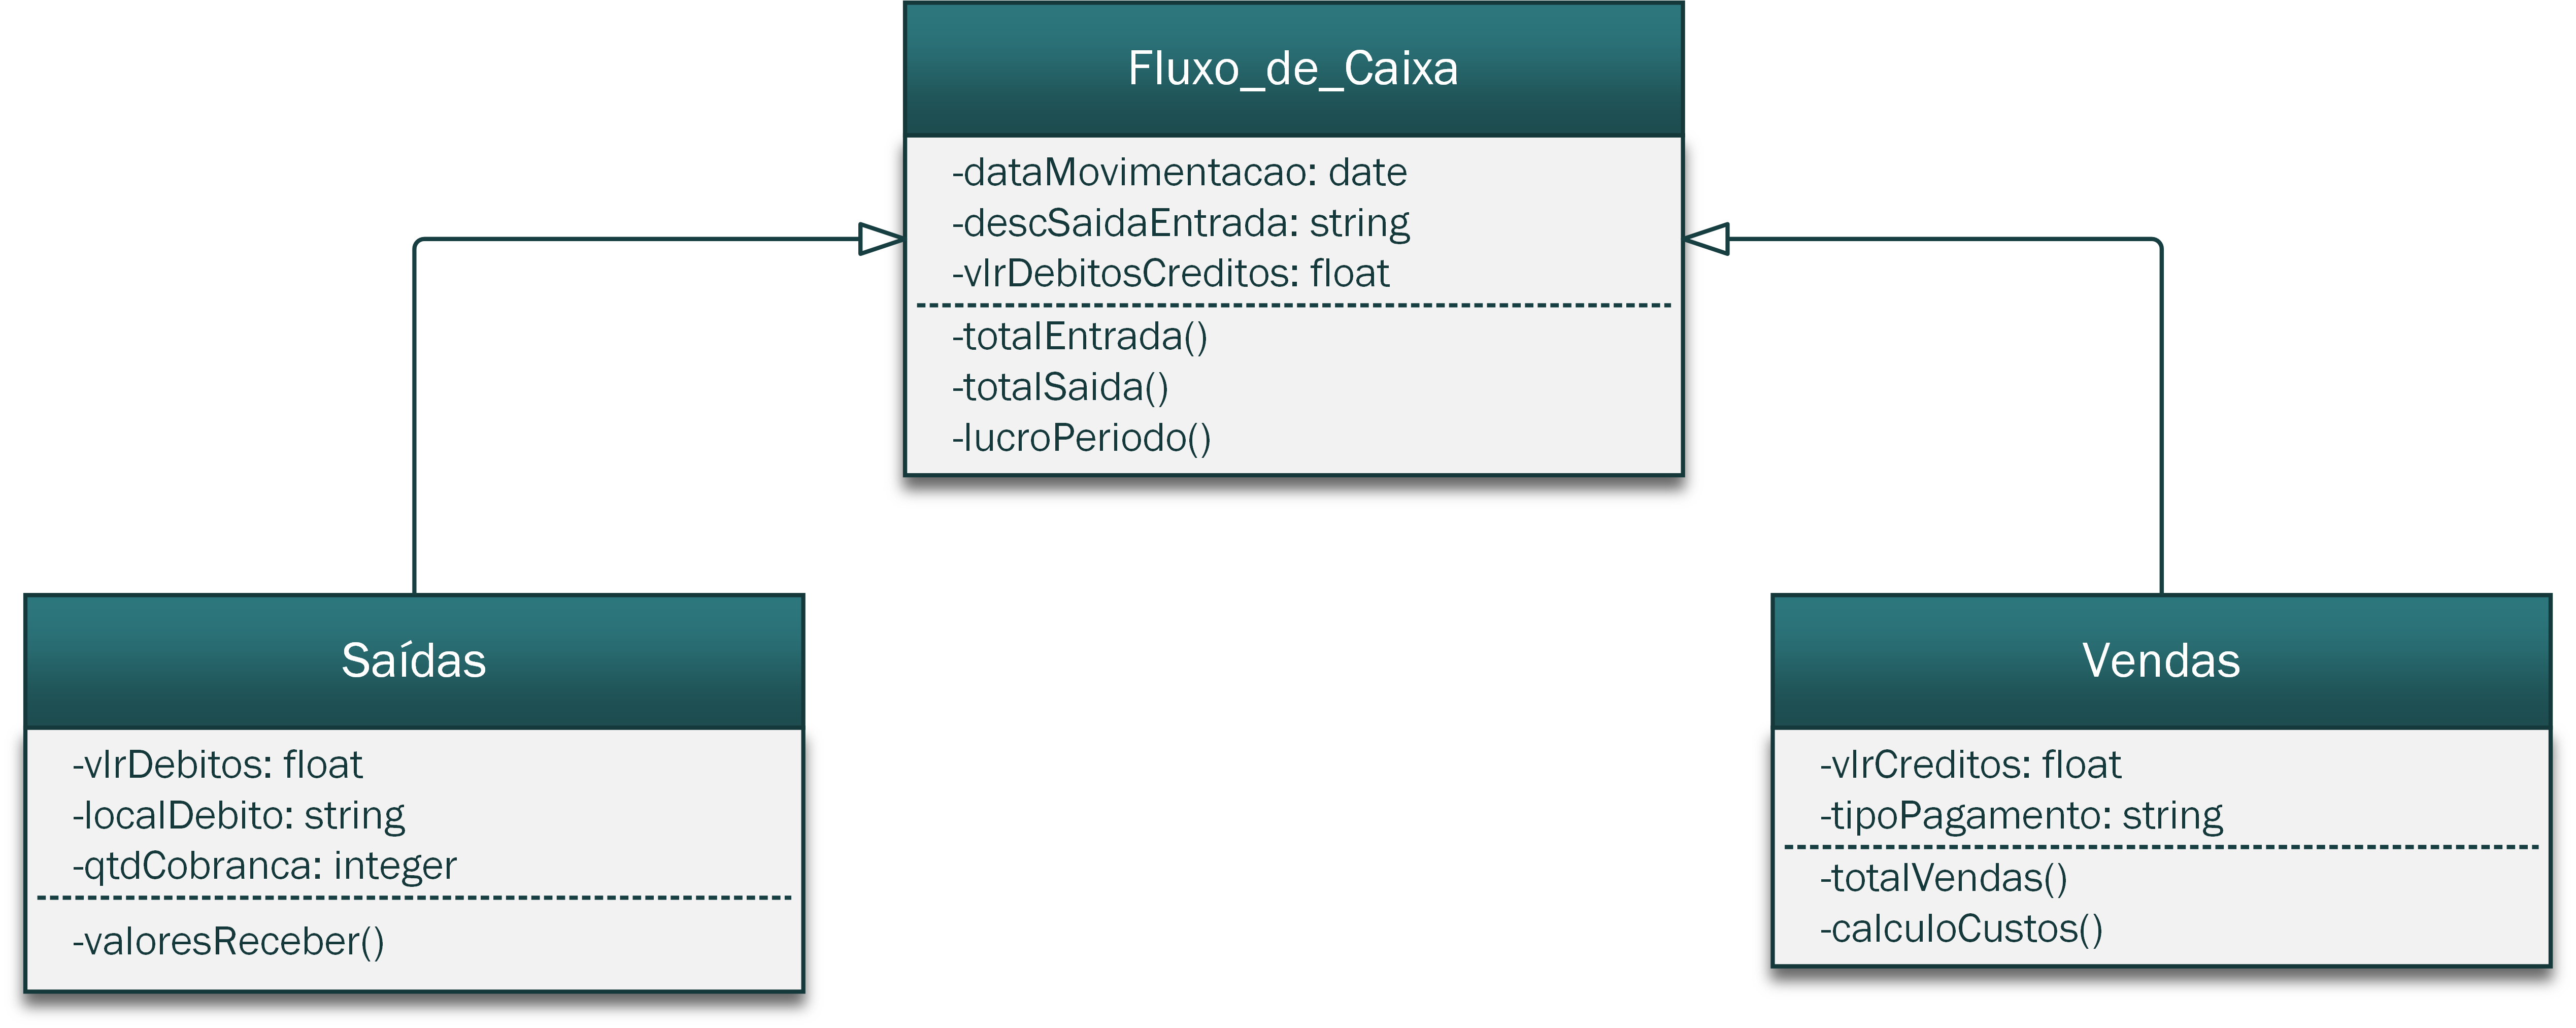 Fluxo_de_Caixa
-dataMovimentacao: date
-descSaidaEntrada: string
-vlrDebitosCreditos: float
-totalEntrada()
-totalSaida()
-lucroPeriodo()
Saídas
-vlrDebitos: float
-localDebito: string
-qtdCobranca: integer
-valoresReceber()
Vendas
-vlrCreditos: float
-tipoPagamento: string
-totalVendas()
-calculoCustos()